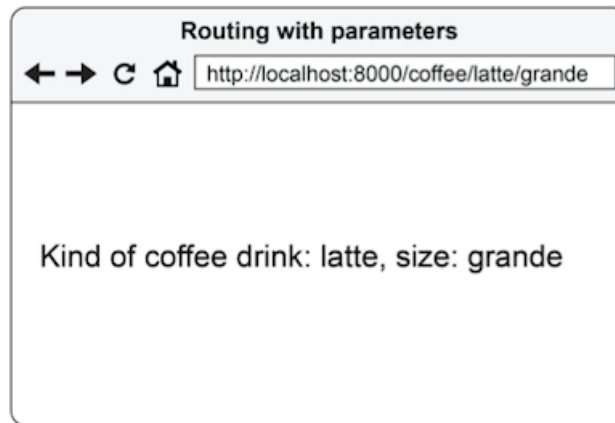 Routing with parameters
http://localhost:8000/coffee/latte/grande
Kind of coffee drink: latte, size: grande